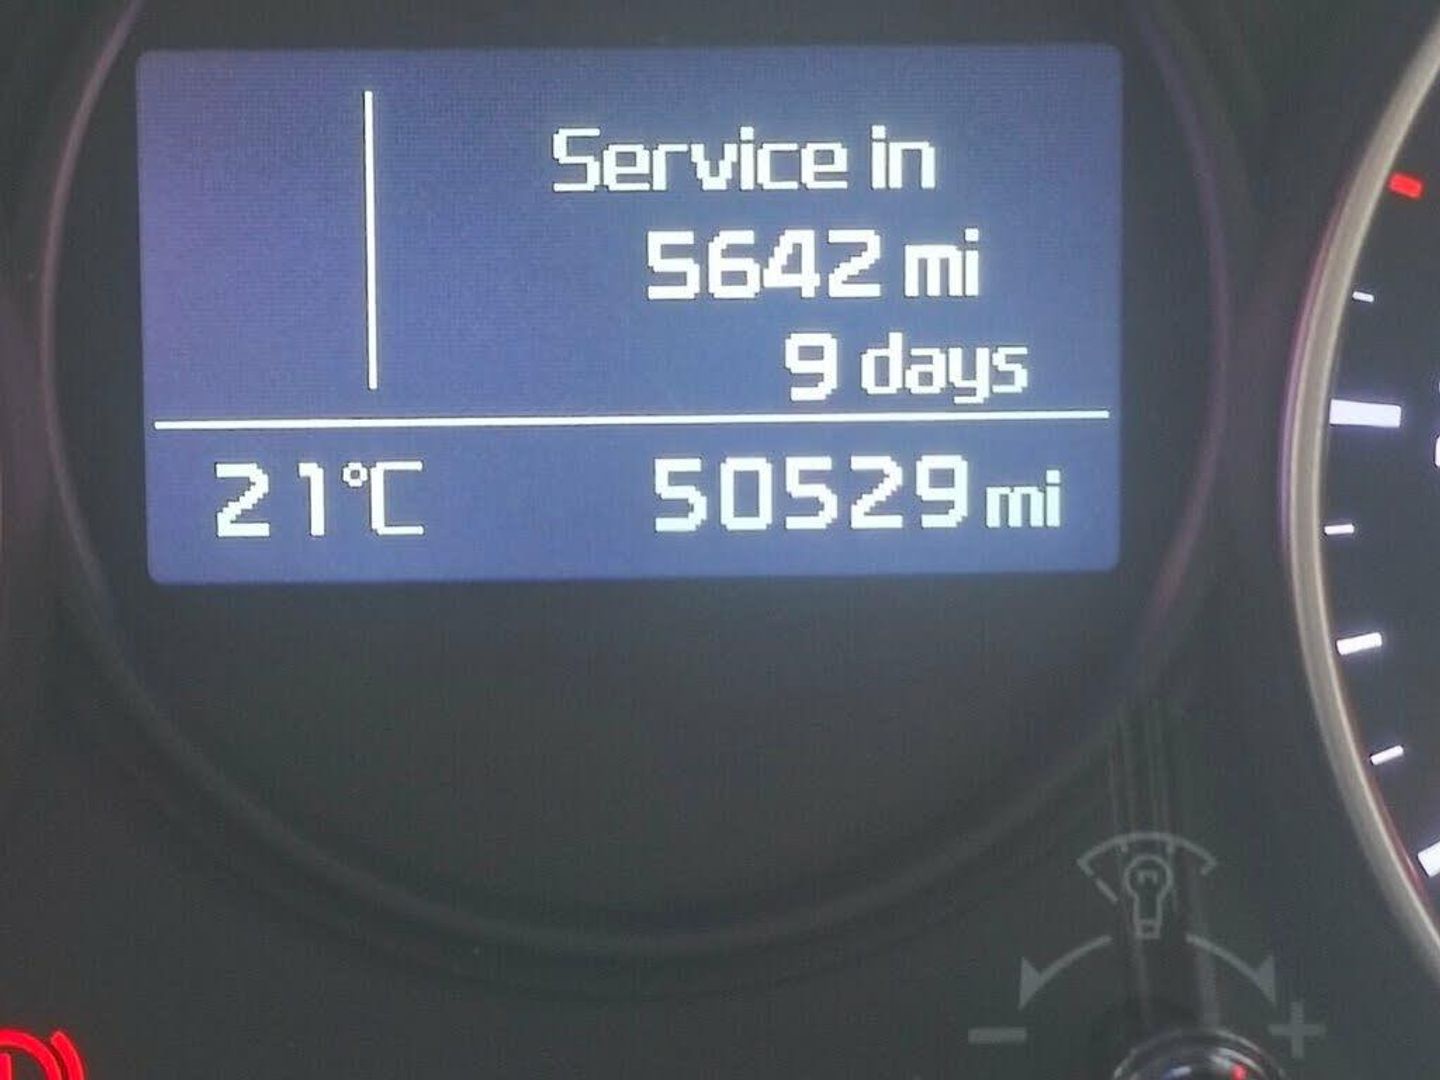 Service in
5642 mi
9 days
21°C 50529 mi
- +